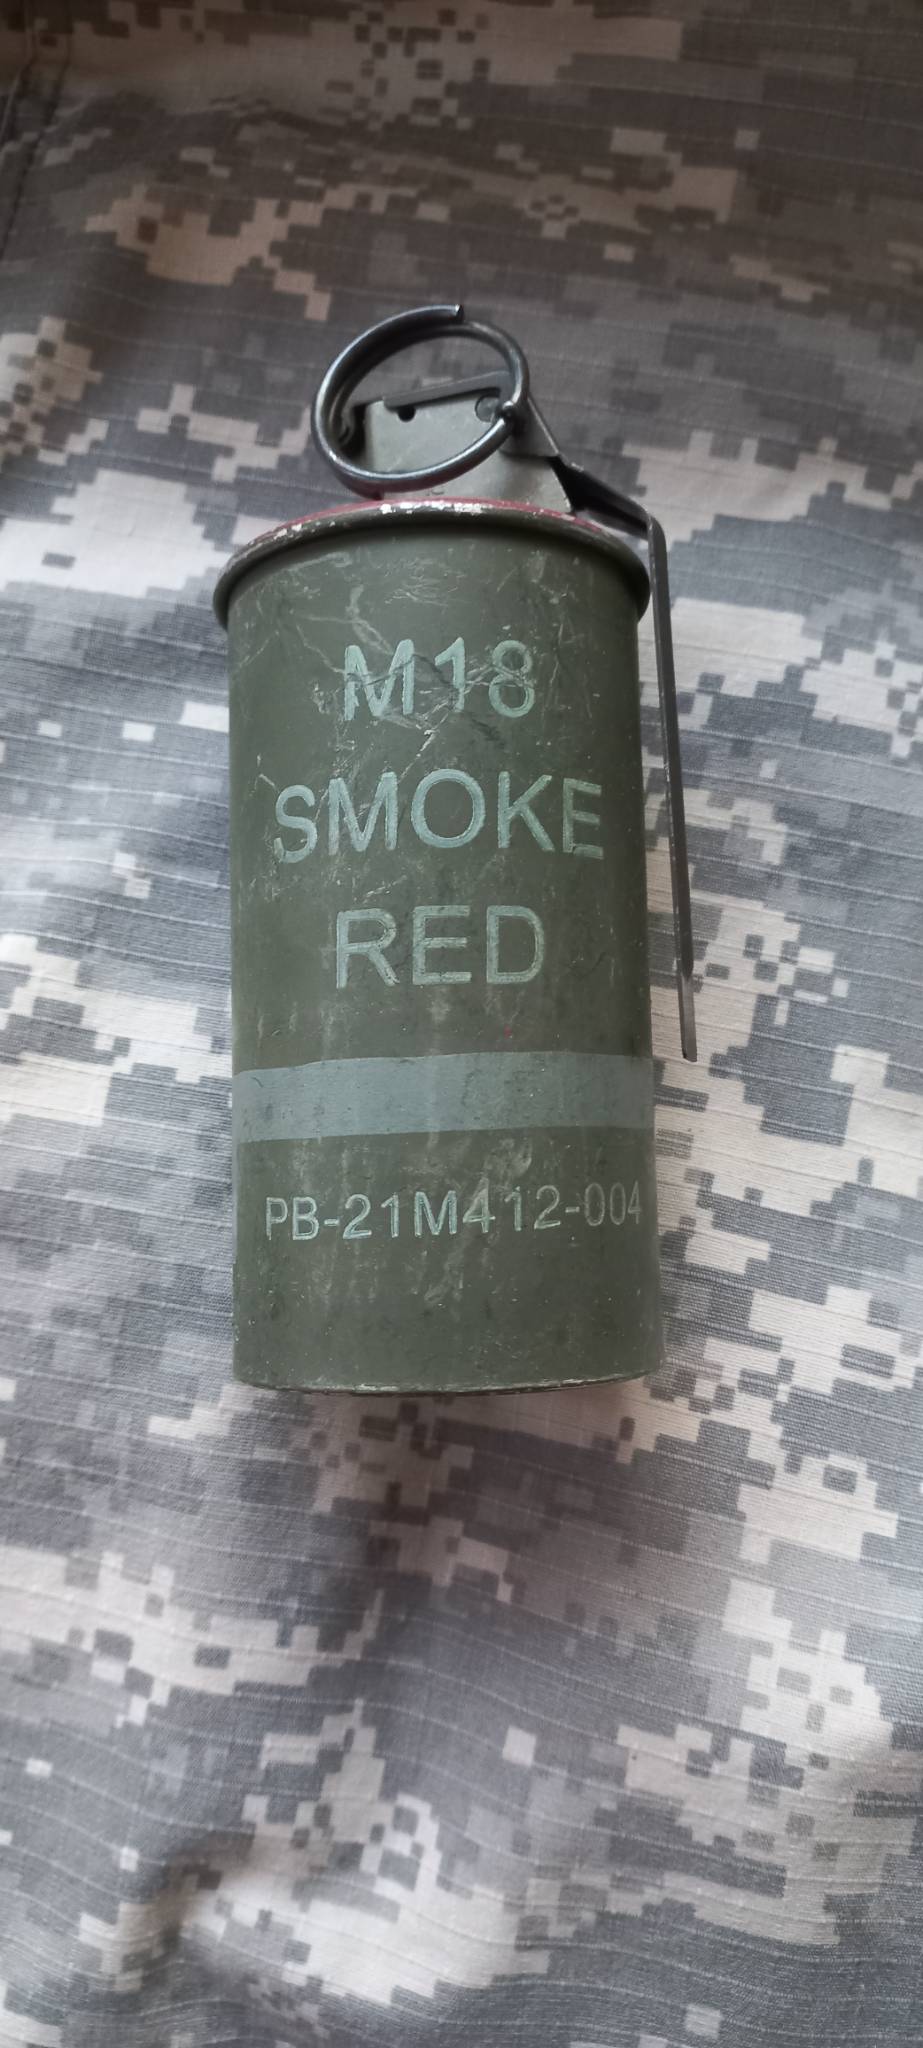 M18
SMOKE
RED
PB-21M412-004